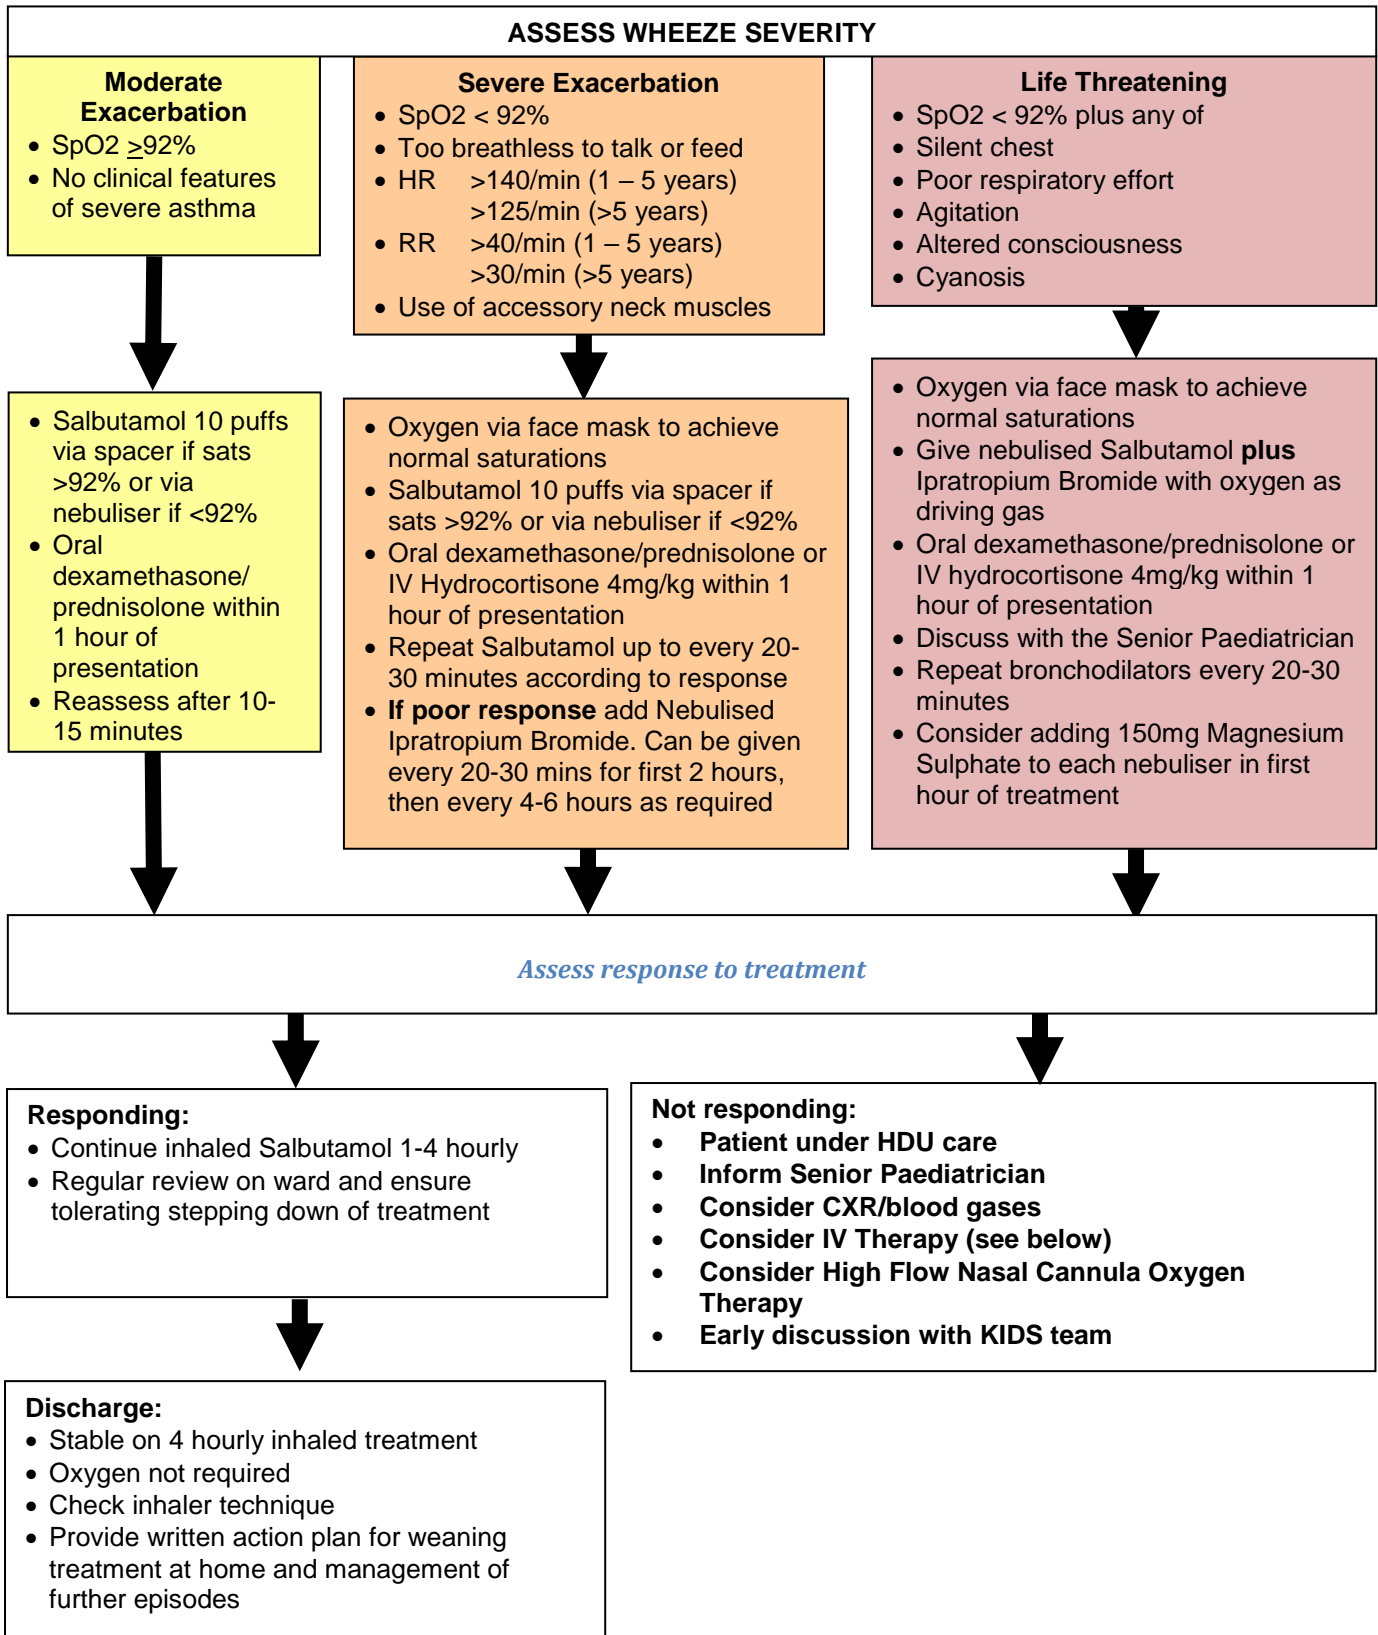 ASSESS WHEEZE SEVERITY
Moderate
Exacerbation
• SpO2 ≥92%
• No clinical features
of severe asthma
Severe Exacerbation
• SpO2 < 92%
• Too breathless to talk or feed
• HR >140/min (1 – 5 years)
>125/min (>5 years)
• RR >40/min (1 – 5 years)
>30/min (>5 years)
• Use of accessory neck muscles
Life Threatening
• SpO2 < 92% plus any of
• Silent chest
• Poor respiratory effort
• Agitation
• Altered consciousness
• Cyanosis
• Salbutamol 10 puffs
via spacer if sats
>92% or via
nebuliser if <92%
• Oral
dexamethasone/
prednisolone within
1 hour of
presentation
• Reassess after 10-
15 minutes
• Oxygen via face mask to achieve
normal saturations
• Salbutamol 10 puffs via spacer if
sats >92% or via nebuliser if <92%
• Oral dexamethasone/prednisolone or
IV Hydrocortisone 4mg/kg within 1
hour of presentation
• Repeat Salbutamol up to every 20-
30 minutes according to response
• If poor response add Nebulised
Ipratropium Bromide. Can be given
every 20-30 mins for first 2 hours,
then every 4-6 hours as required
• Oxygen via face mask to achieve
normal saturations
• Give nebulised Salbutamol plus
Ipratropium Bromide with oxygen as
driving gas
• Oral dexamethasone/prednisolone or
IV hydrocortisone 4mg/kg within 1
hour of presentation
• Discuss with the Senior Paediatrician
• Repeat bronchodilators every 20-30
minutes
• Consider adding 150mg Magnesium
Sulphate to each nebuliser in first
hour of treatment
Assess response to treatment
Responding:
• Continue inhaled Salbutamol 1-4 hourly
• Regular review on ward and ensure
tolerating stepping down of treatment
Not responding:
• Patient under HDU care
• Inform Senior Paediatrician
• Consider CXR/blood gases
• Consider IV Therapy (see below)
• Consider High Flow Nasal Cannula Oxygen
Therapy
• Early discussion with KIDS team
Discharge:
• Stable on 4 hourly inhaled treatment
• Oxygen not required
• Check inhaler technique
• Provide written action plan for weaning
treatment at home and management of
further episodes